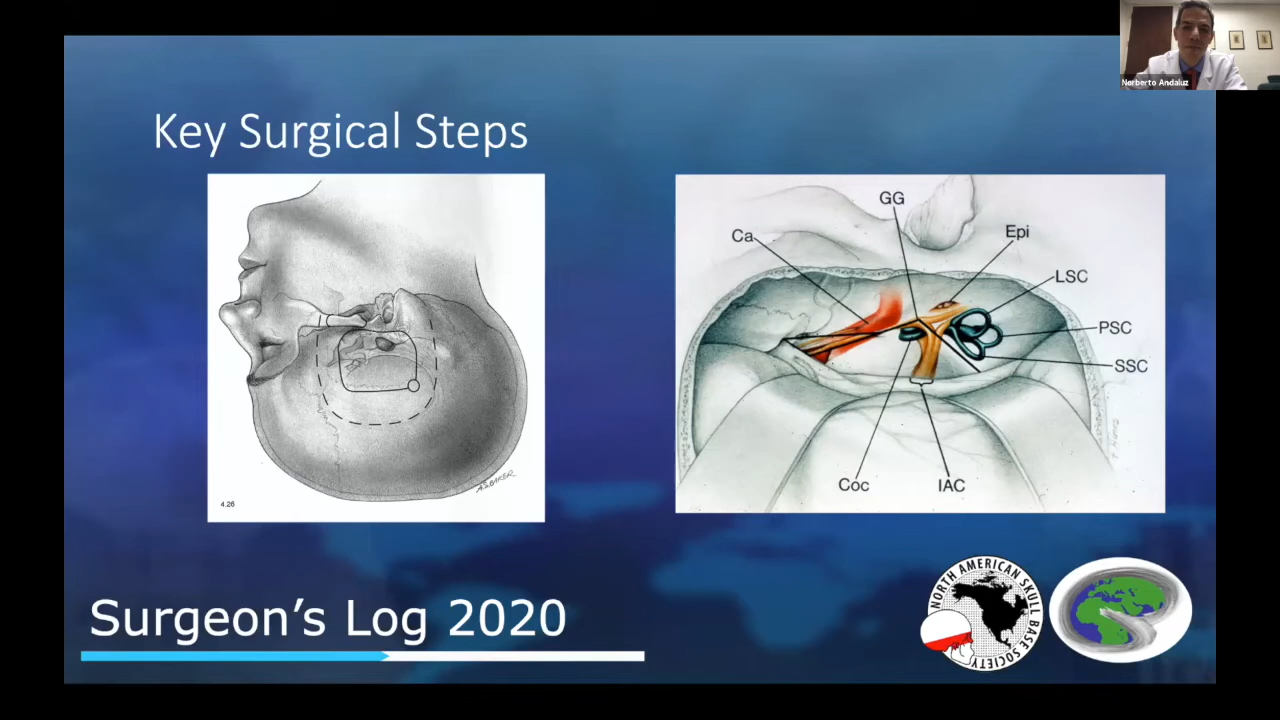 Norberto Andaluz
Key Surgical Steps
A.S. BAKER
4.26
GG
Ca
Epi
LSC
PSC
SSC
Coc
IAC
Surgeon's Log 2020
NORTH AMERICAN SKULL BASE SOCIETY